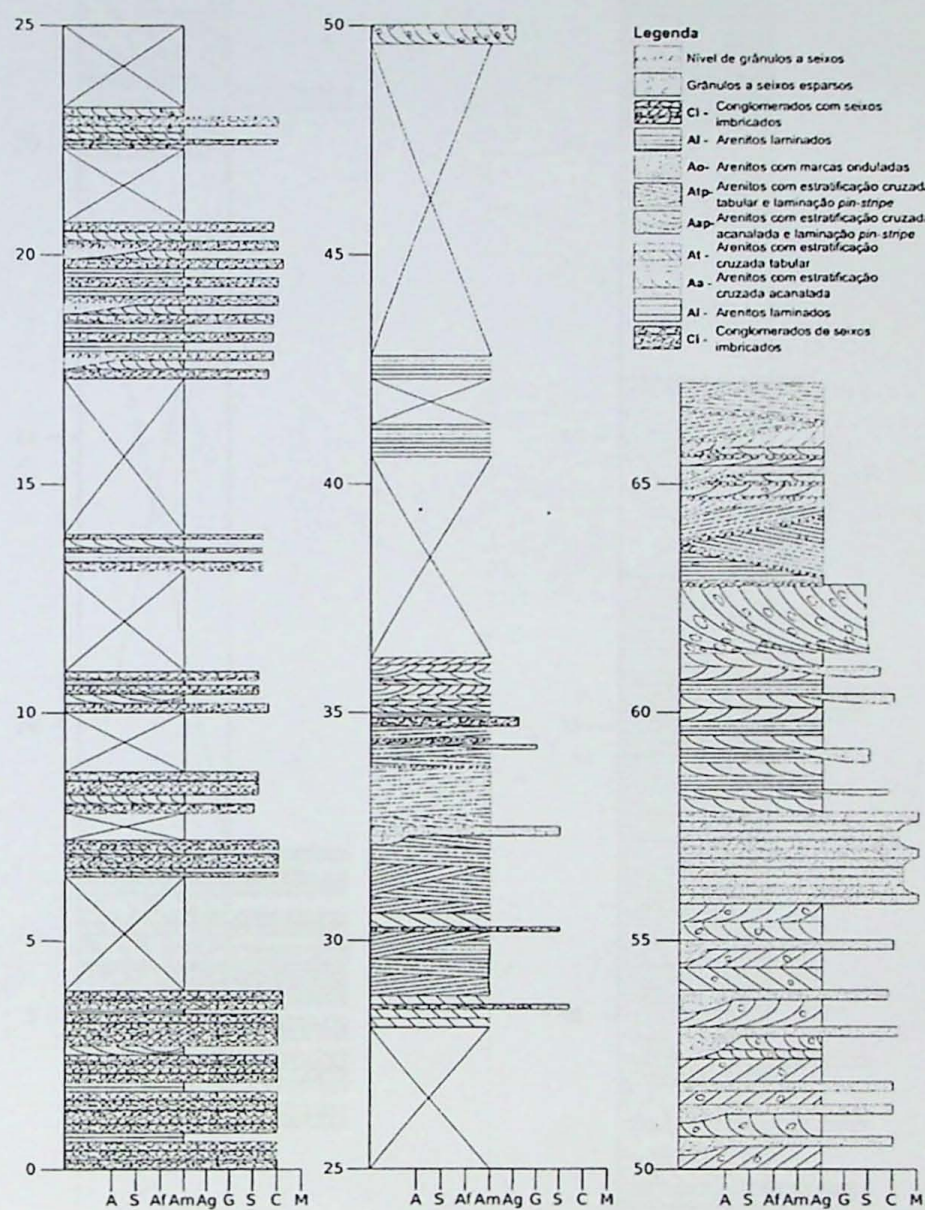 25
20
15
10
5
0
A S Af Am Ag G S C M
50
45
40
35
30
25
A S Af Am Ag G S C M
Legenda
Nível de grânulos a seixos
Grânulos a seixos esparsos
Ci - Conglomerados com seixos
imbricados
Al - Arenitos laminados
Ao- Arenitos com marcas onduladas
Atp- Arenitos com estratificação cruzada
tabular e laminação pin-stripe
Aap- Arenitos com estratificação cruzada
acanalada e laminação pin-stripe
At - Arenitos com estratificação
cruzada tabular
Aa - Arenitos com estratificação
cruzada acanalada
Al - Arenitos laminados
Ci - Conglomerados de seixos
imbricados
65
60
55
50
A S Af Am Ag G S C M